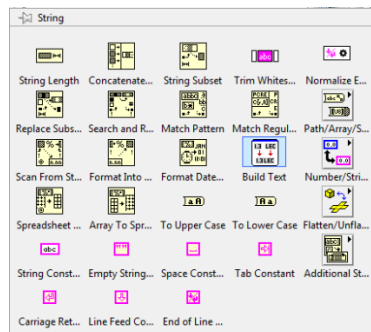 String
String Length Concatenate... String Subset Trim Whites... Normalize E...
Replace Subs... Search and R... Match Pattern Match Regul... Path/Array/S...
Scan From St... Format Into ... Format Date... Build Text Number/Stri...
Spreadsheet ... Array To Spr... To Upper Case To Lower Case Flatten/Unfla...
String Const... Empty String... Space Const... Tab Constant Additional St...
Carriage Ret... Line Feed Co... End of Line ...